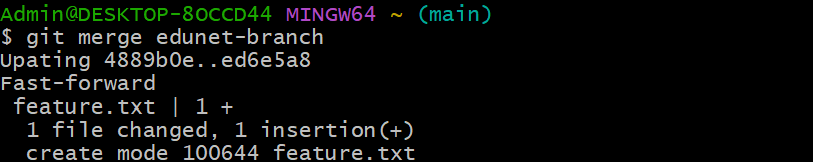 Admin@DESKTOP-8OCCD44 MINGW64 ~ (main)
$ git merge edunet-branch
Upating 4889b0e..ed6e5a8
Fast-forward
feature.txt | 1 +
1 file changed, 1 insertion(+)
create mode 100644 feature.txt